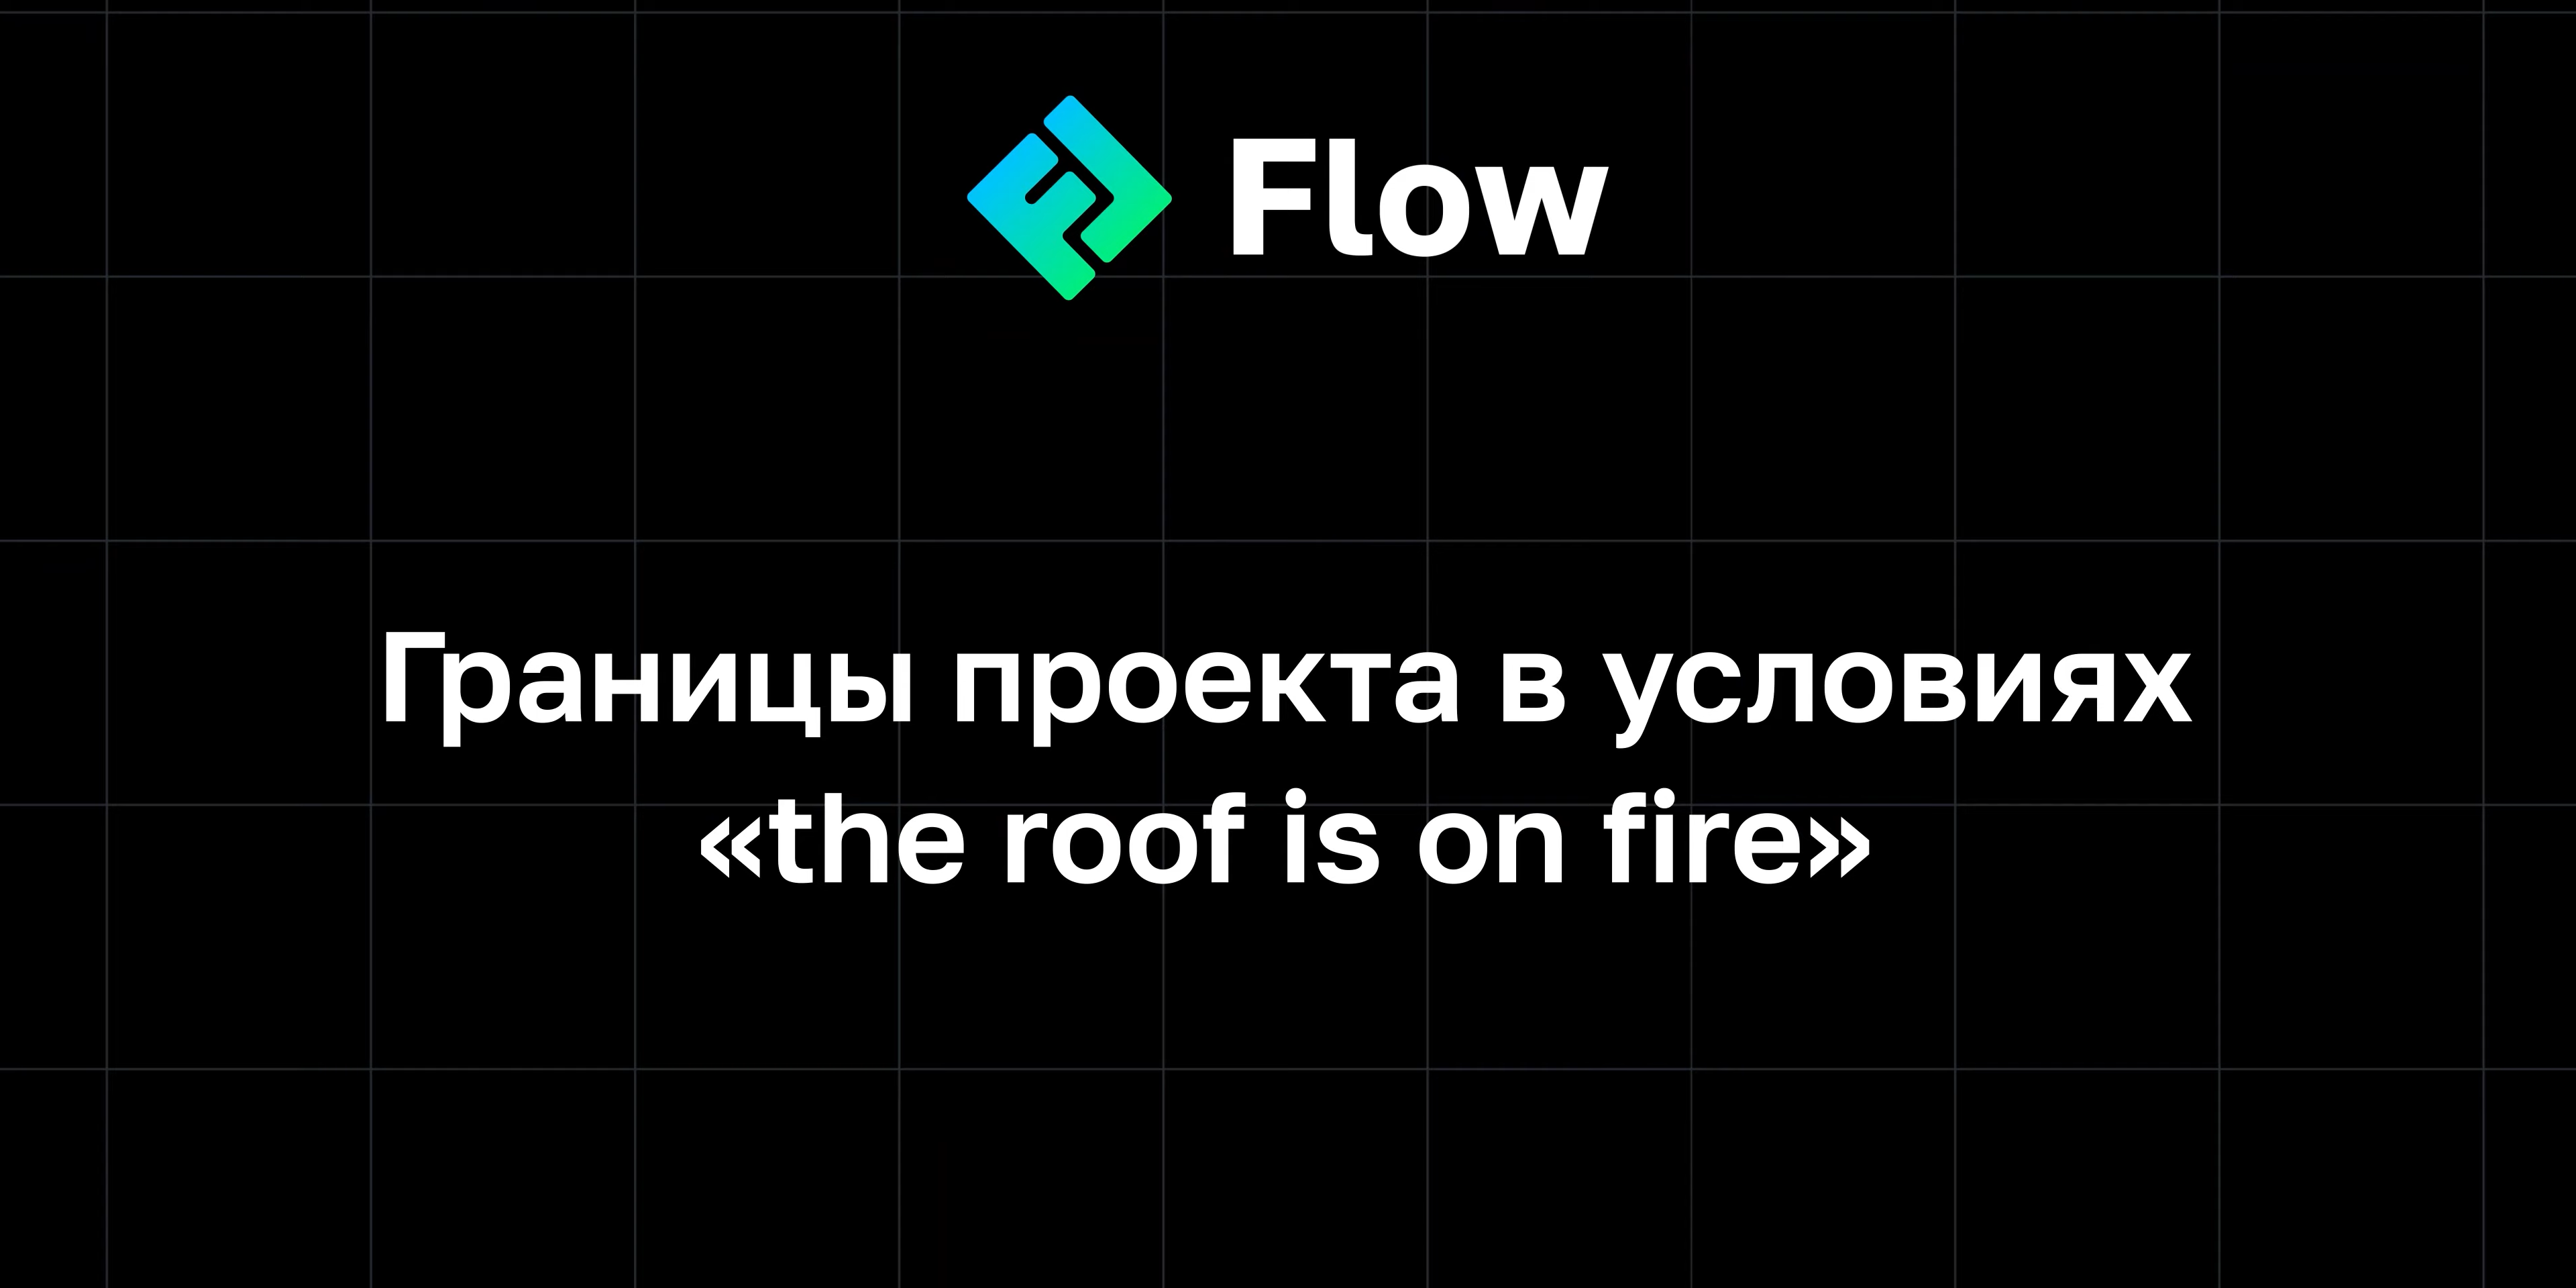 Flow
Границы проекта в условиях
«the roof is on fire»